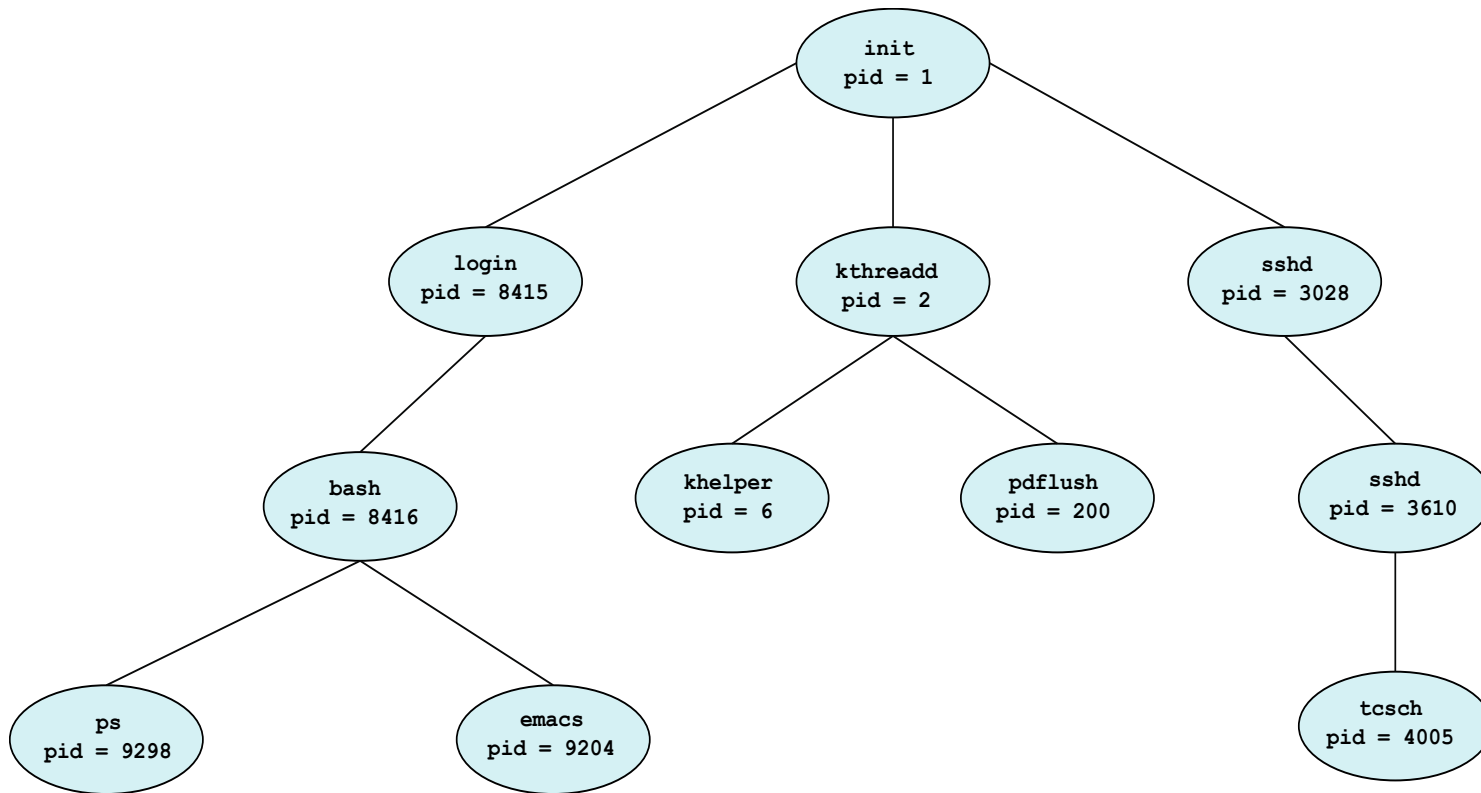 init
pid = 1
login
pid = 8415
kthreadd
pid = 2
sshd
pid = 3028
bash
pid = 8416
khelper
pid = 6
pdflush
pid = 200
sshd
pid = 3610
ps
pid = 9298
emacs
pid = 9204
tcsch
pid = 4005